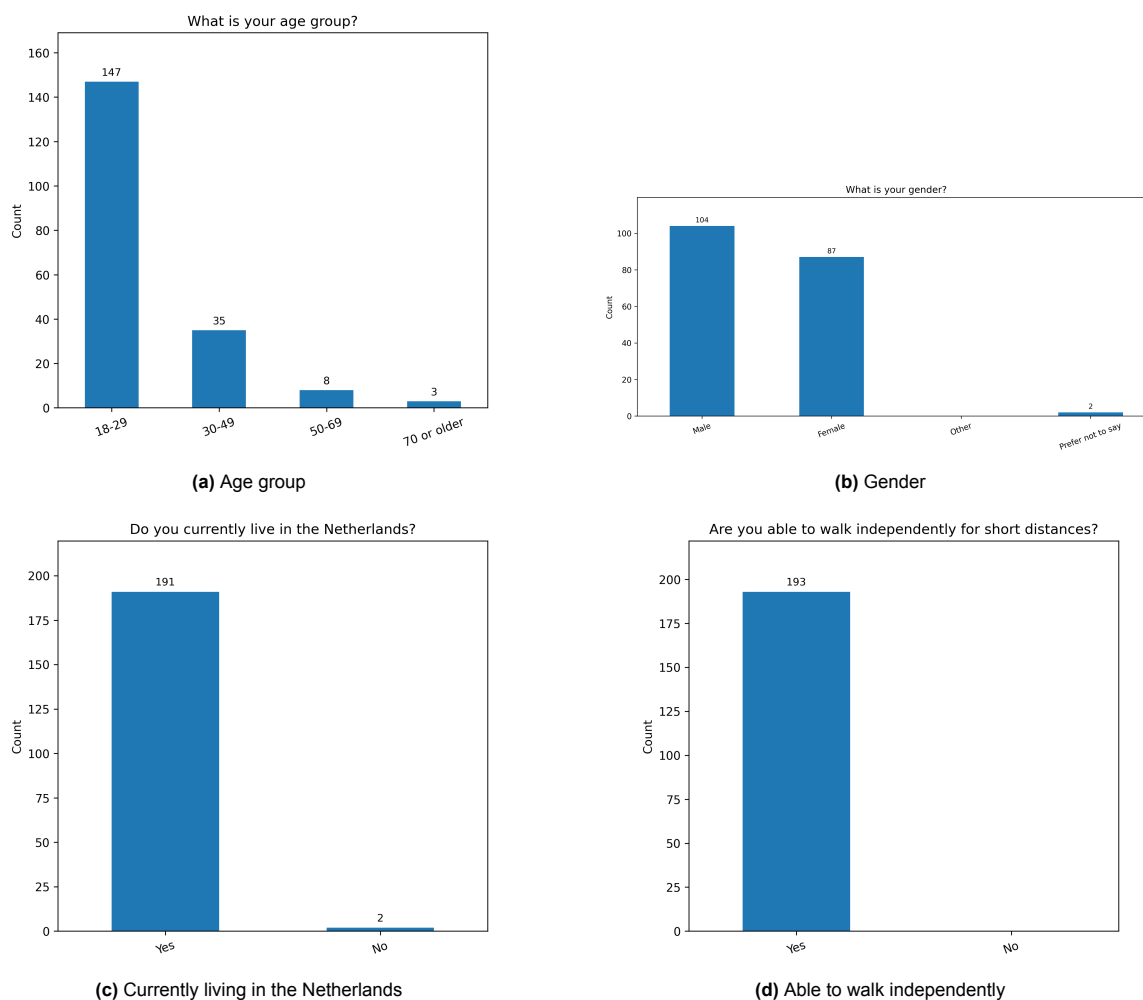 What is your age group?
160
147
140
120
100
80
60
40
35
20
8
3
0
Count
18-29
30-49
50-69
70 or older
(a) Age group
What is your gender?
104
100
87
80
60
40
20
2
0
Count
Male
Female
Other
Prefer not to say
(b) Gender
Do you currently live in the Netherlands?
200
191
175
150
125
100
75
50
25
2
0
Count
Yes
No
(c) Currently living in the Netherlands
Are you able to walk independently for short distances?
200
193
175
150
125
100
75
50
25
0
Count
Yes
No
(d) Able to walk independently